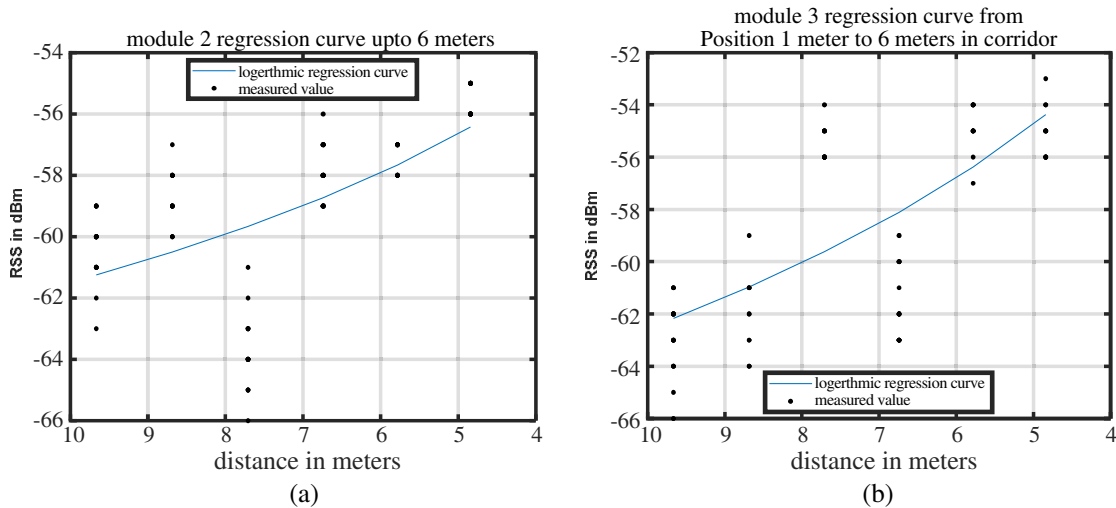 module 2 regression curve upto 6 meters
-54
-56
-58
-60
-62
-64
-66
RSS in dBm
logerthmic regression curve
measured value
10 9 8 7 6 5 4
distance in meters
(a)
module 3 regression curve from
Position 1 meter to 6 meters in corridor
-52
-54
-56
-58
-60
-62
-64
-66
RSS in dBm
logerthmic regression curve
measured value
10 9 8 7 6 5 4
distance in meters
(b)